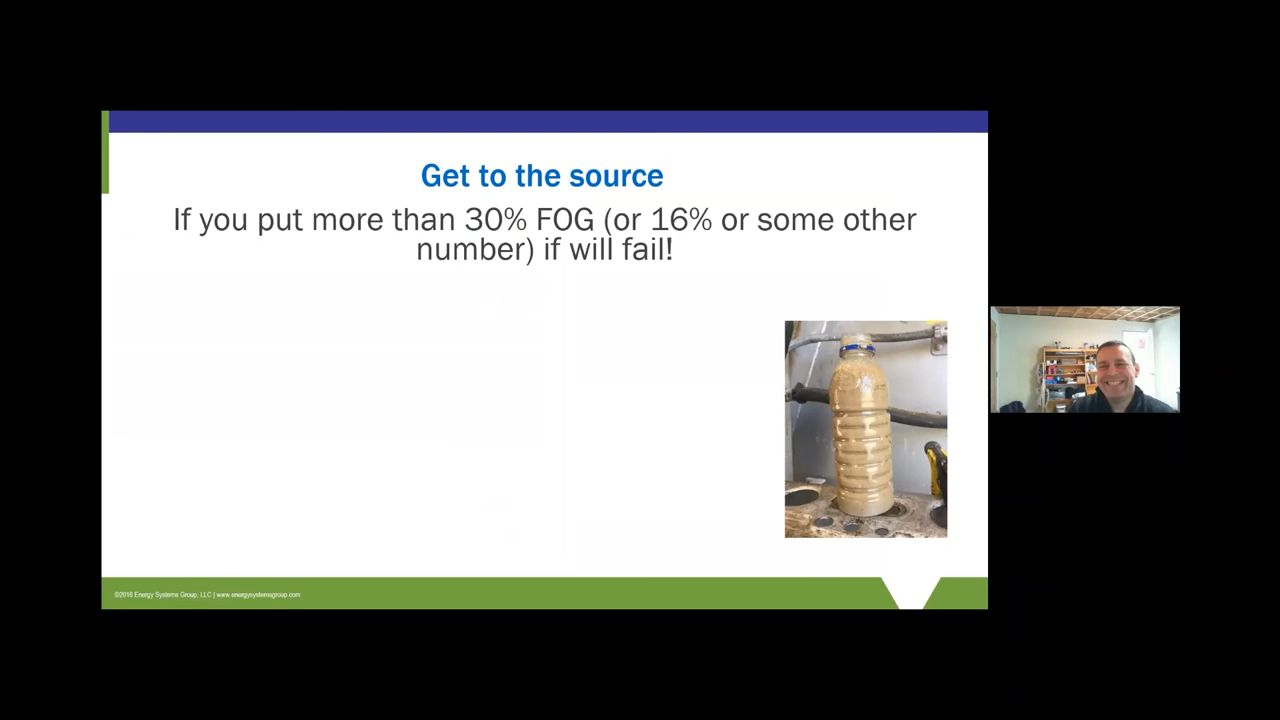 Get to the source
If you put more than 30% FOG (or 16% or some other
number) if will fail!
©2016 Energy Systems Group, LLC | www.energysystemsgroup.com